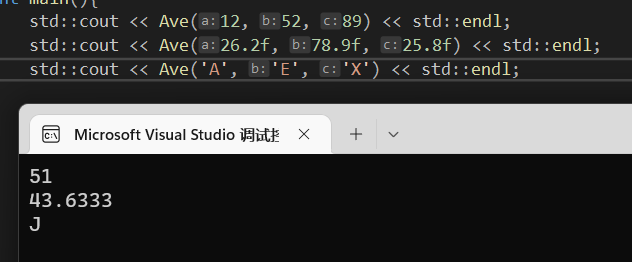 nt main(){
std::cout << Ave(a:12, b:52, c:89) << std::endl;
std::cout << Ave(a:26.2f, b:78.9f, c:25.8f) << std::endl;
std::cout << Ave('A', b:'E', c:'X') << std::endl;
Microsoft Visual Studio 调试
51
43.6333
J